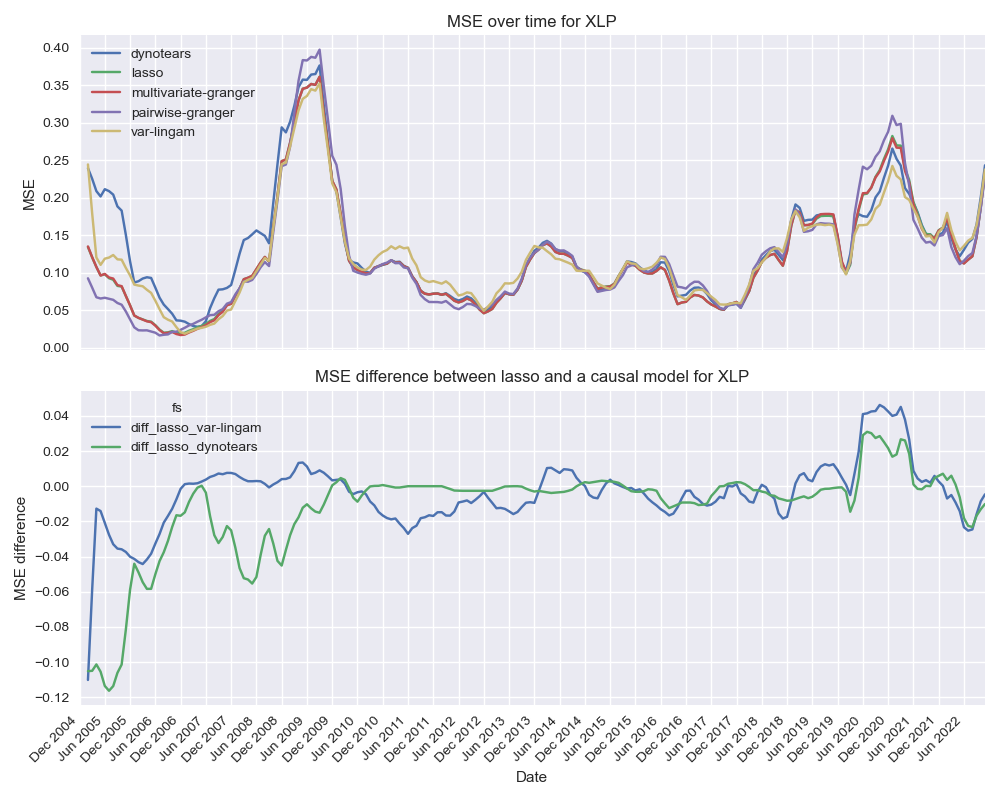 MSE over time for XLP
MSE
0.40
0.35
0.30
0.25
0.20
0.15
0.10
0.05
0.00
dynotears
lasso
multivariate-granger
pairwise-granger
var-lingam
MSE difference between lasso and a causal model for XLP
MSE difference
0.04
0.02
0.00
−0.02
−0.04
−0.06
−0.08
−0.10
−0.12
fs
diff_lasso_var-lingam
diff_lasso_dynotears
Dec 2004
Jun 2005
Dec 2005
Jun 2006
Dec 2006
Jun 2007
Dec 2007
Jun 2008
Dec 2008
Jun 2009
Dec 2009
Jun 2010
Dec 2010
Jun 2011
Dec 2011
Jun 2012
Dec 2012
Jun 2013
Dec 2013
Jun 2014
Dec 2014
Jun 2015
Dec 2015
Jun 2016
Dec 2016
Jun 2017
Dec 2017
Jun 2018
Dec 2018
Jun 2019
Dec 2019
Jun 2020
Dec 2020
Jun 2021
Dec 2021
Jun 2022
Date